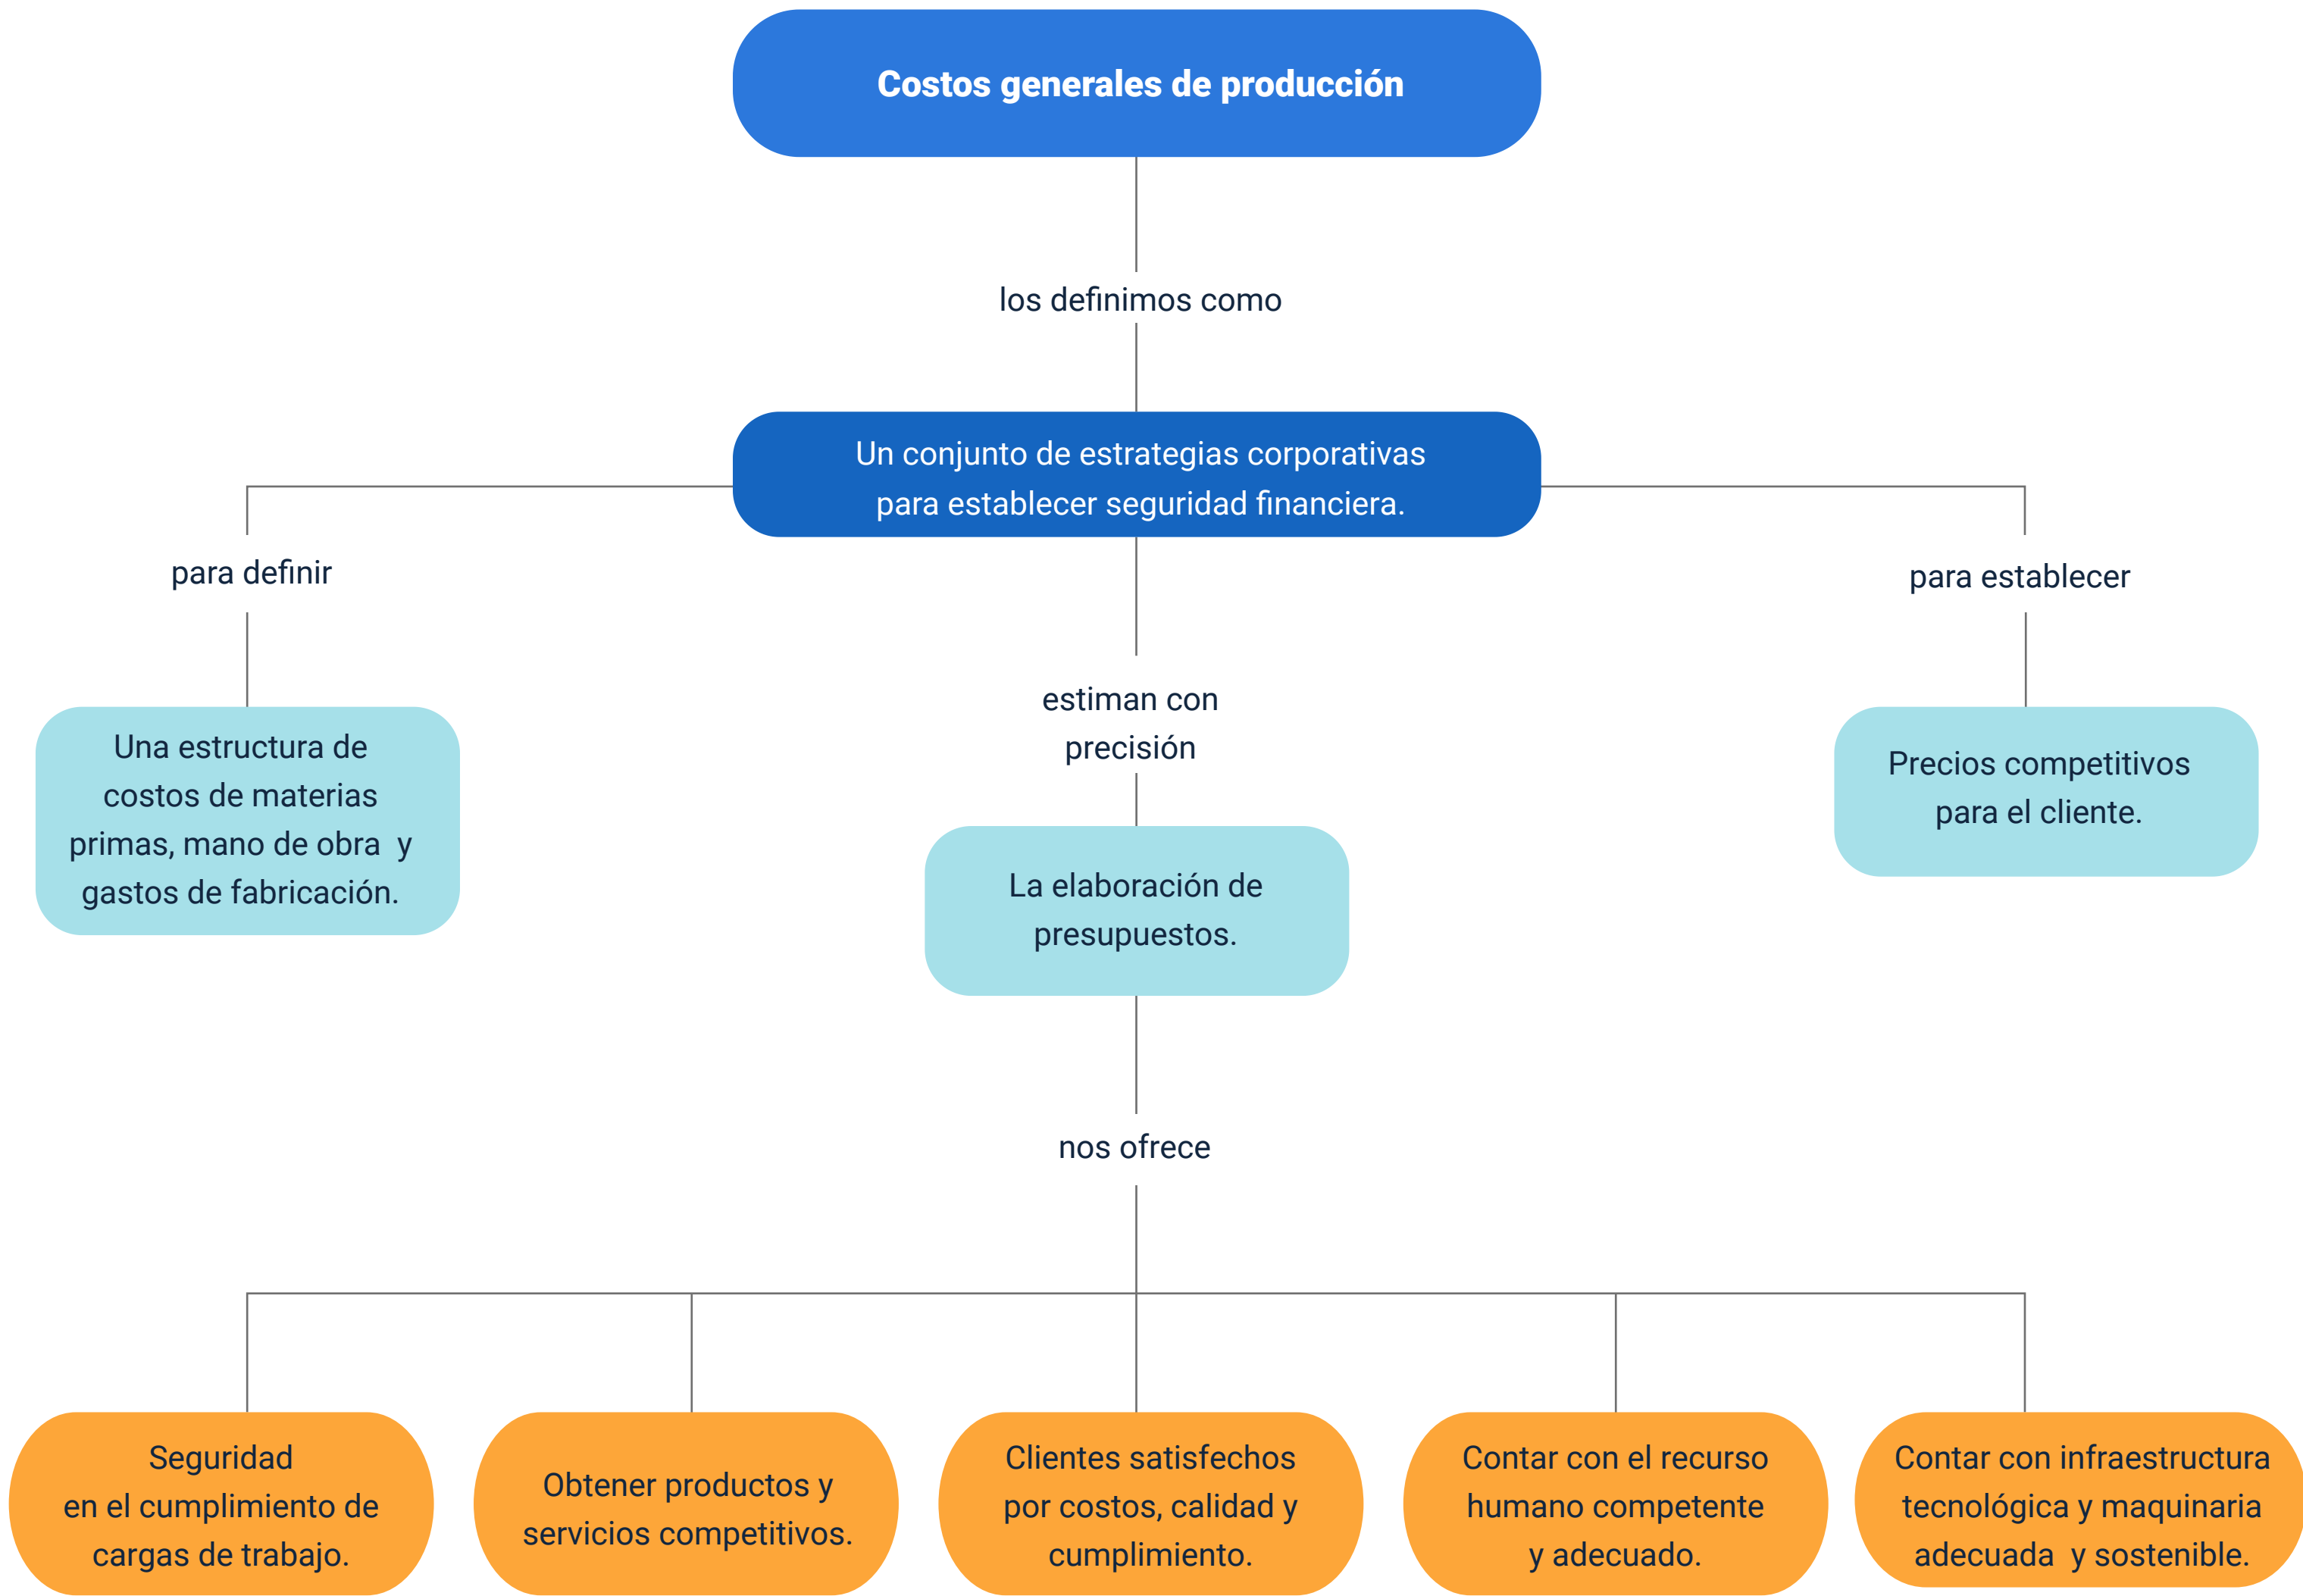 Costos generales de producción
los definimos como
Un conjunto de estrategias corporativas
para establecer seguridad financiera.
para definir
para establecer
estiman con
precisión
Una estructura de
costos de materias
primas, mano de obra  y
gastos de fabricación.
La elaboración de
presupuestos.
Precios competitivos
para el cliente.
nos ofrece
Seguridad
en el cumplimiento de
cargas de trabajo.
Obtener productos y
servicios competitivos.
Clientes satisfechos
por costos, calidad y
cumplimiento.
Contar con el recurso
humano competente
y adecuado.
Contar con infraestructura
tecnológica y maquinaria
adecuada  y sostenible.